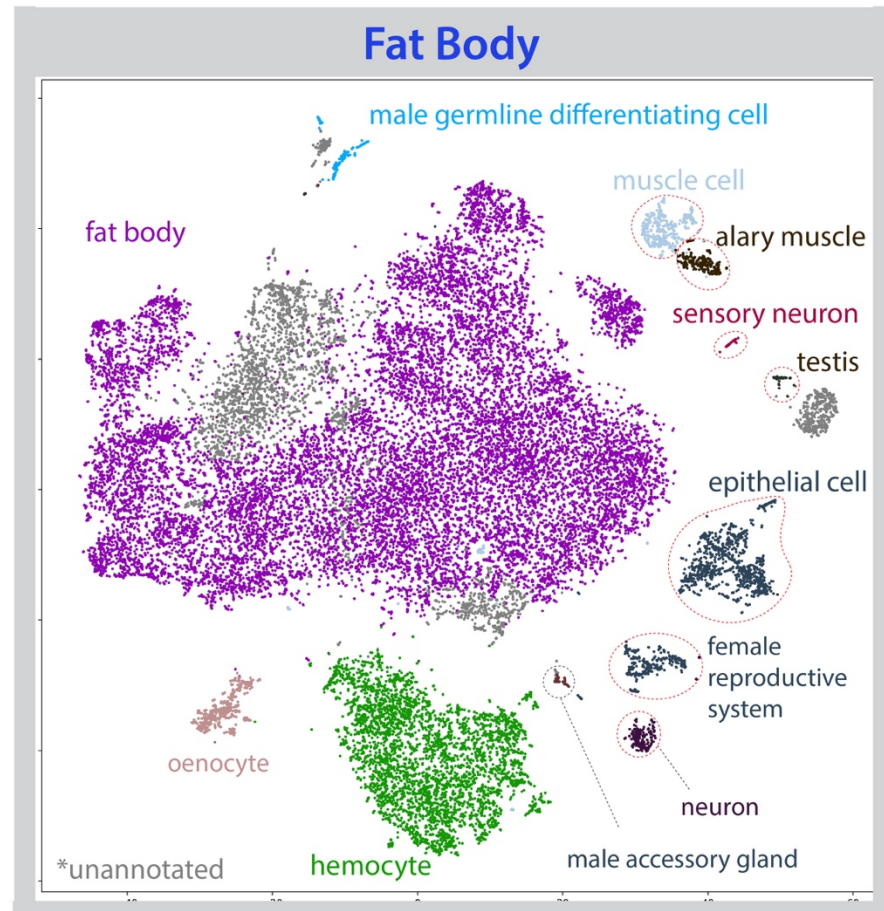 Fat Body
male germline differentiating cell
muscle cell
fat body
alary muscle
sensory neuron
testis
epithelial cell
female
reproductive
system
oenocyte
neuron
male accessory gland
*unannotated
hemocyte